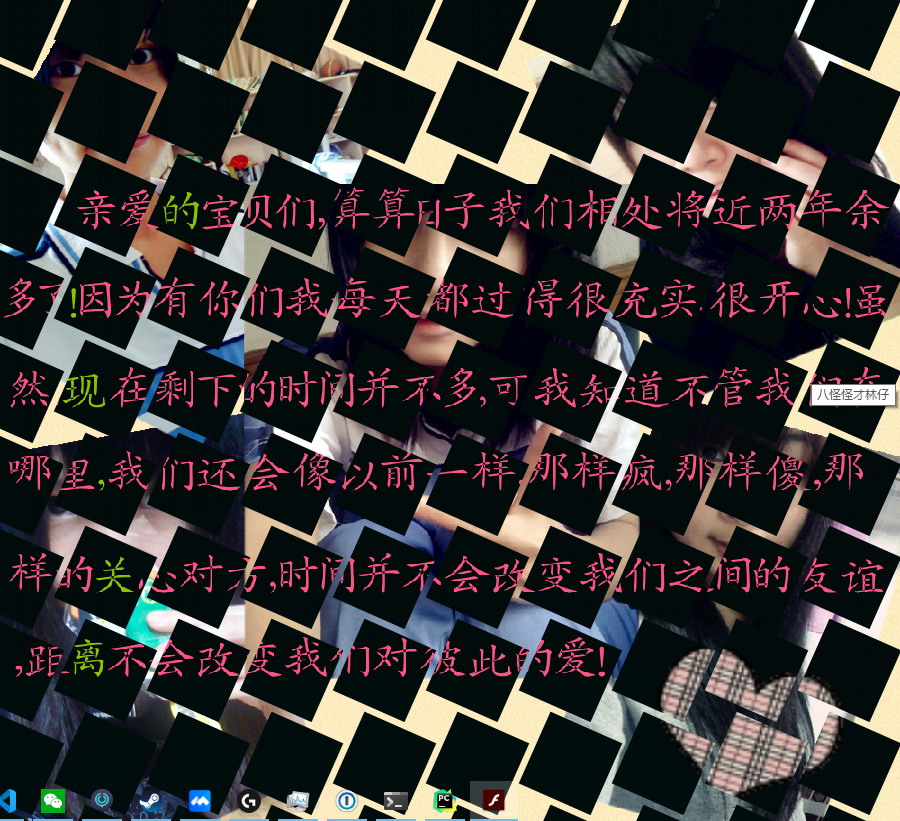 亲爱的宝贝们,算算日子我们相处将近两年余
多了!因为有你们我每天都过得很充实,很开心!虽
然现在剩下的时间并不多,可我知道不管我们在
八怪怪才林仔
哪里,我们还会像以前一样,那样疯,那样傻,那
样的关心对方,时间并不会改变我们之间的友谊
,距离不会改变我们对彼此的爱!